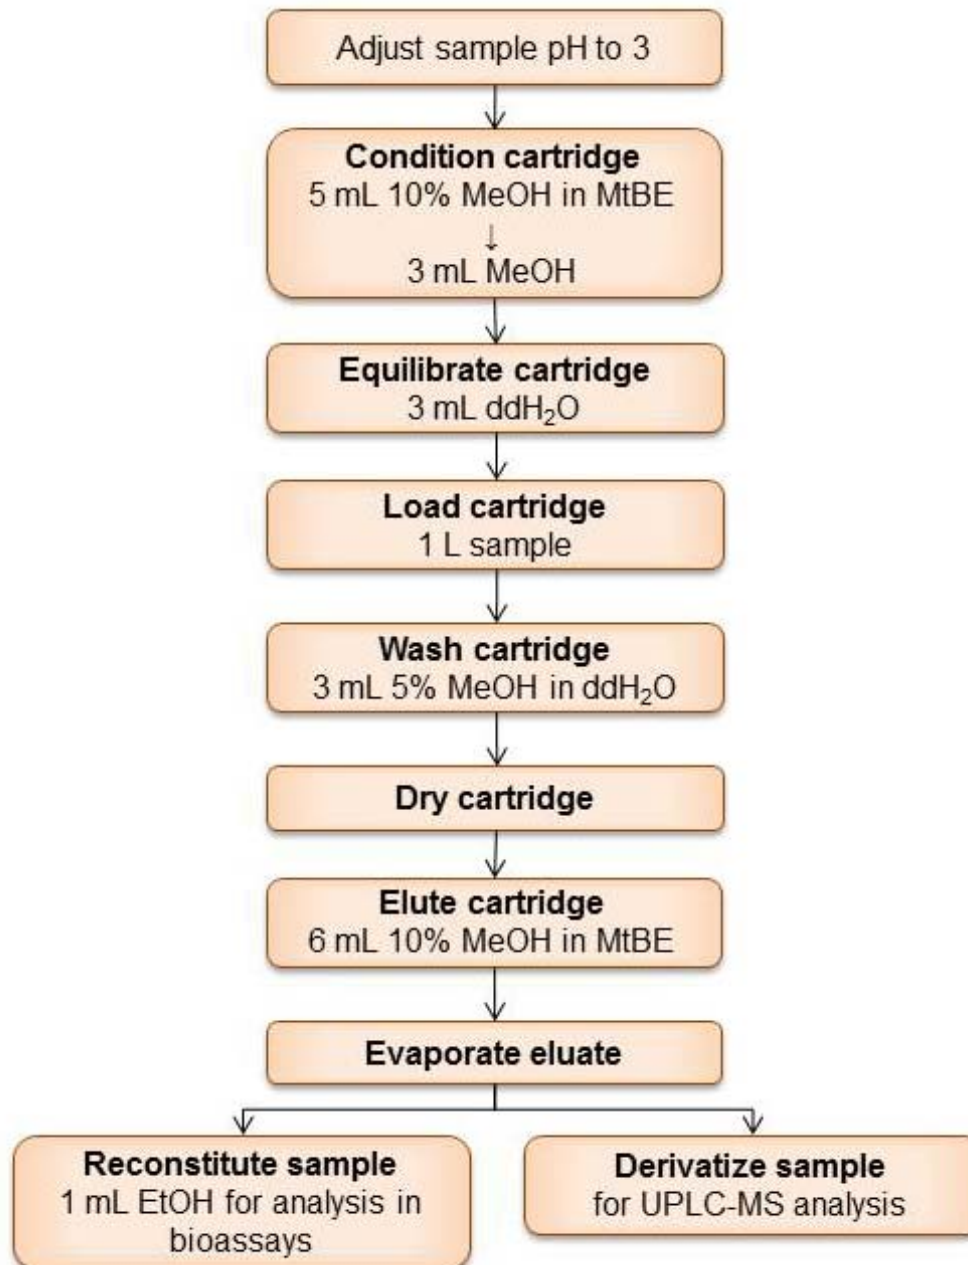 Adjust sample pH to 3
Condition cartridge
5 mL 10% MeOH in MtBE
↓
3 mL MeOH
Equilibrate cartridge
3 mL ddH₂O
Load cartridge
1 L sample
Wash cartridge
3 mL 5% MeOH in ddH₂O
Dry cartridge
Elute cartridge
6 mL 10% MeOH in MtBE
Evaporate eluate
Reconstitute sample
1 mL EtOH for analysis in
bioassays
Derivatize sample
for UPLC-MS analysis